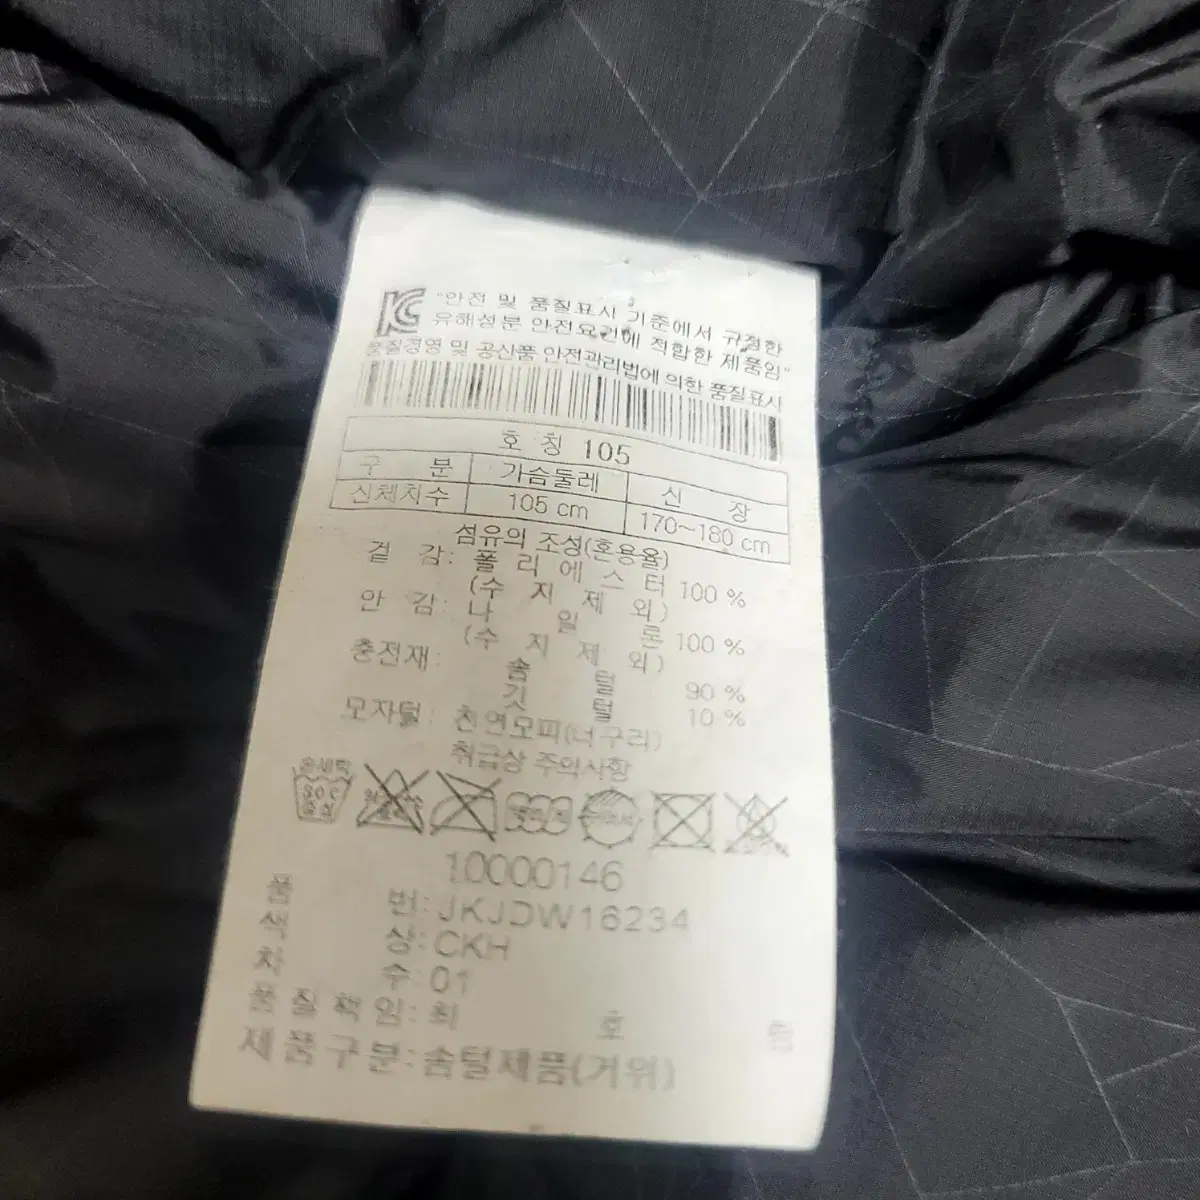 "안전 및 품질표시 기준에서 규정한
유해성분 안전요건에 적합한 제품임"
품질경영 및 공산품 안전관리법에 의한 품질표시
호 칭 105
구 분 가슴둘레 신 장
신체치수 105 cm 170~180 cm
섬유의 조성(혼용율)
겉 감: 폴 리 에 스 터 100 %
(수 지 제 외)
안 감: 나 일 론 100 %
(수 지 제 외)
충전재: 솜 털 90 %
깃 털 10 %
모자털: 천연모피(너구리)
취급상 주의사항
손세탁
30℃
중성
10000146
품 번: JKJDW16234
색 상: CKH
차 수: 01
품 질 책 임: 최 호
제 품 구 분: 솜털제품(거위)